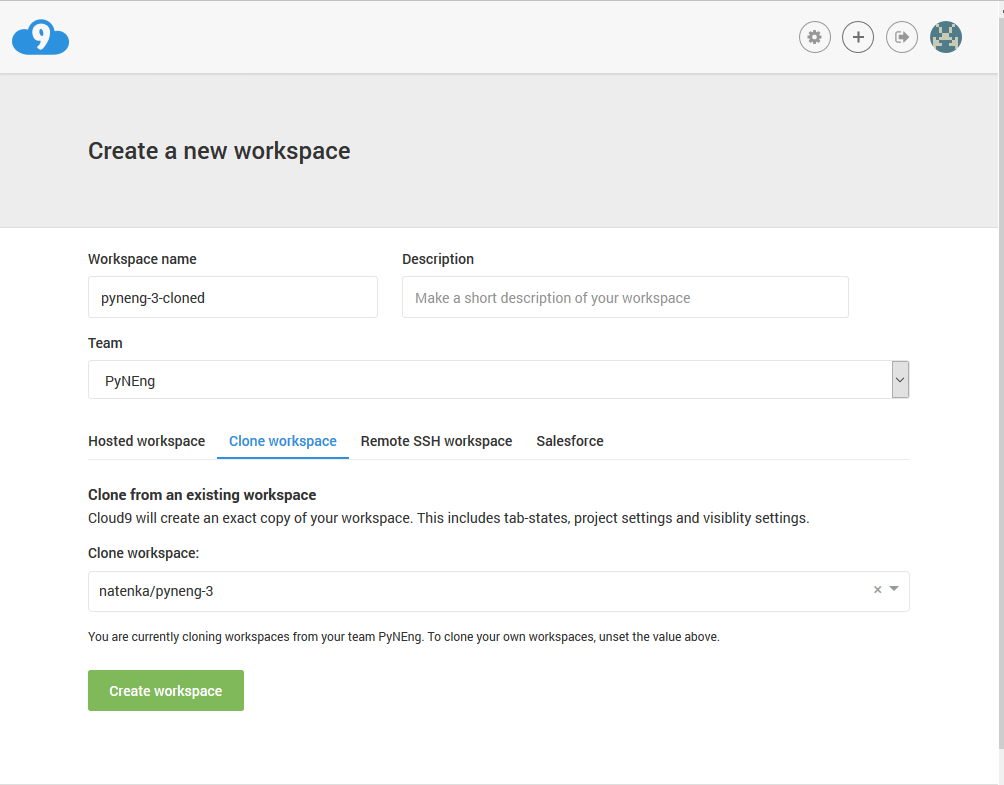 9
Create a new workspace
Workspace name
Description
pyneng-3-cloned
Make a short description of your workspace
Team
PyNEng
Hosted workspace
Clone workspace
Remote SSH workspace
Salesforce
Clone from an existing workspace
Cloud9 will create an exact copy of your workspace. This includes tab-states, project settings and visiblity settings.
Clone workspace:
natenka/pyneng-3
You are currently cloning workspaces from your team PyNEng. To clone your own workspaces, unset the value above.
Create workspace